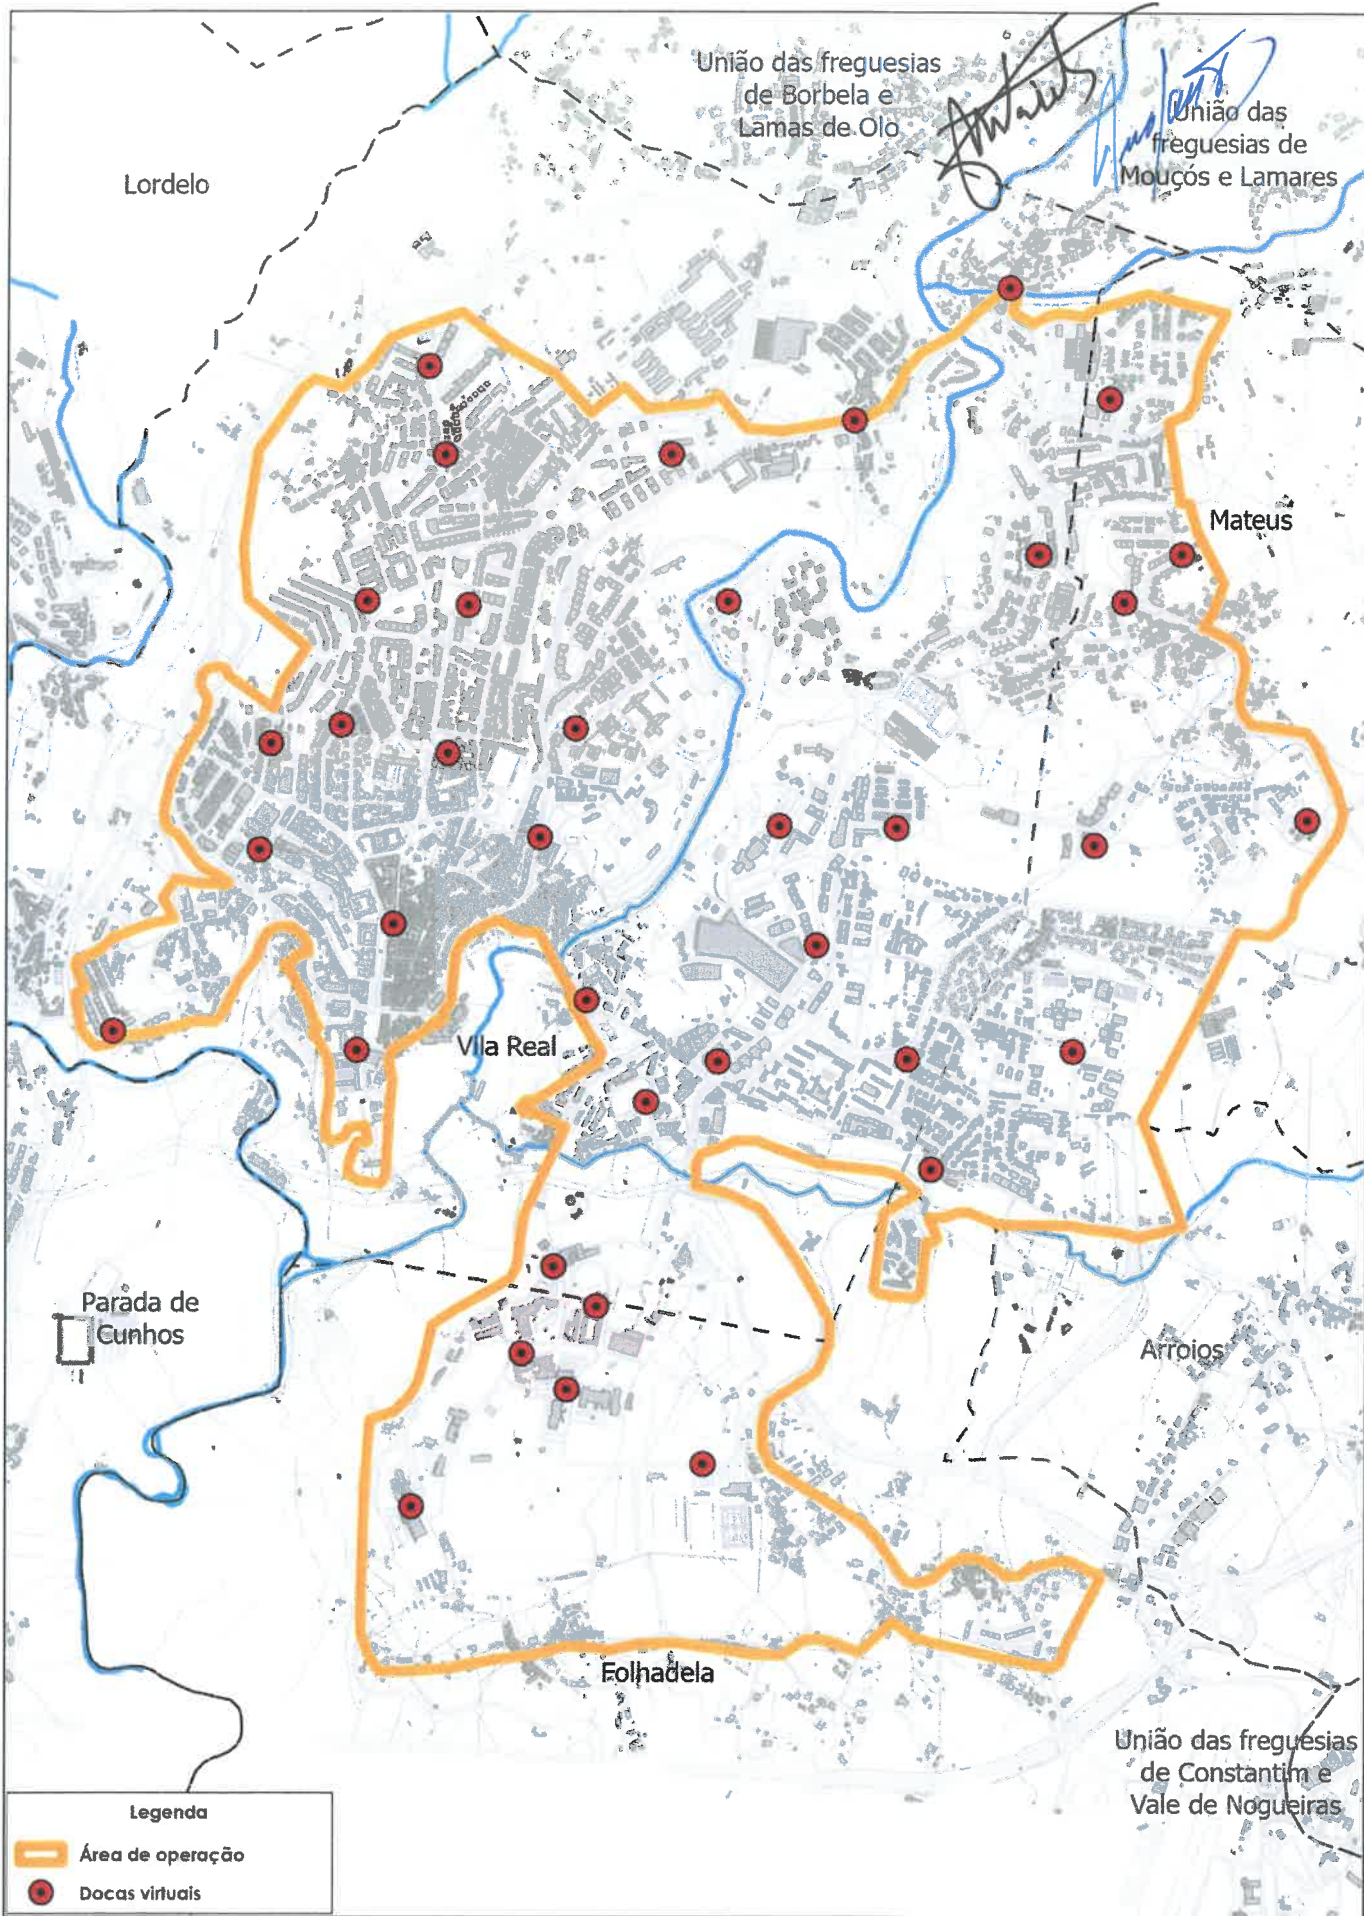 União das freguesias
de Borbela e
Lamas de Olo
União das
freguesias de
Mouçós e Lamares
Lordelo
Mateus
Vila Real
Parada de
Cunhos
Arroios
Folhadela
União das freguesias
de Constantim e
Vale de Nogueiras
Legenda
Área de operação
Docas virtuais